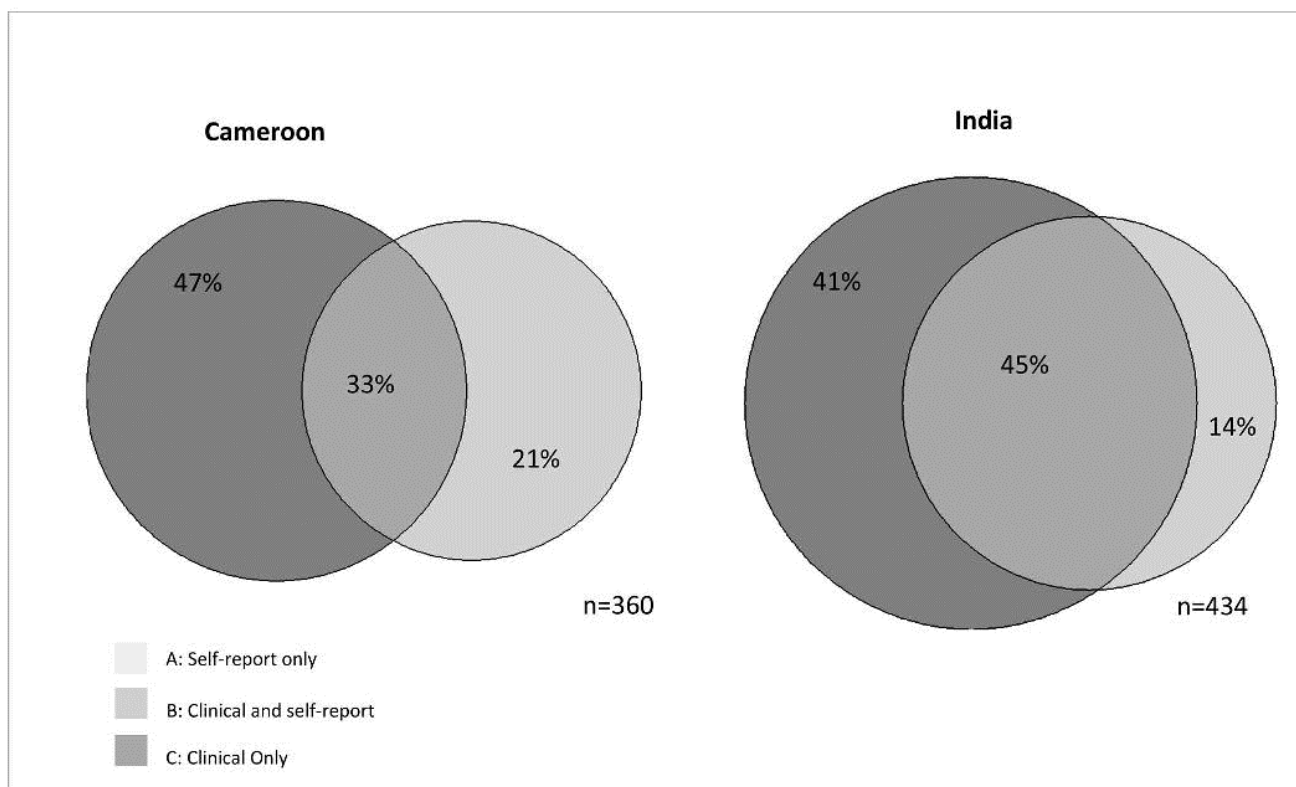 Cameroon
47%
33%
21%
n=360
India
41%
45%
14%
n=434
A: Self-report only
B: Clinical and self-report
C: Clinical Only